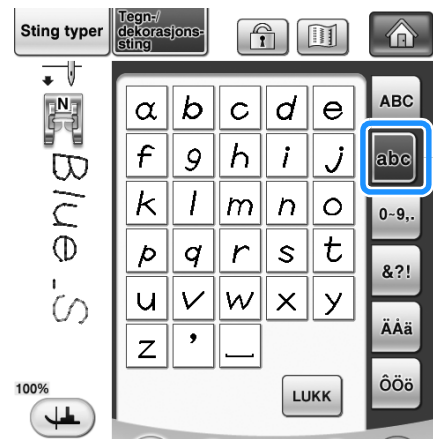 Sting typer
Tegn-/
dekorasjons-
sting
N
Blue_S
100%
a b c d e
f g h i j
k l m n o
p q r s t
u v w x y
z ' _
LUKK
ABC
abc
0~9,.
&?!
ÄÅä
ÔÖö